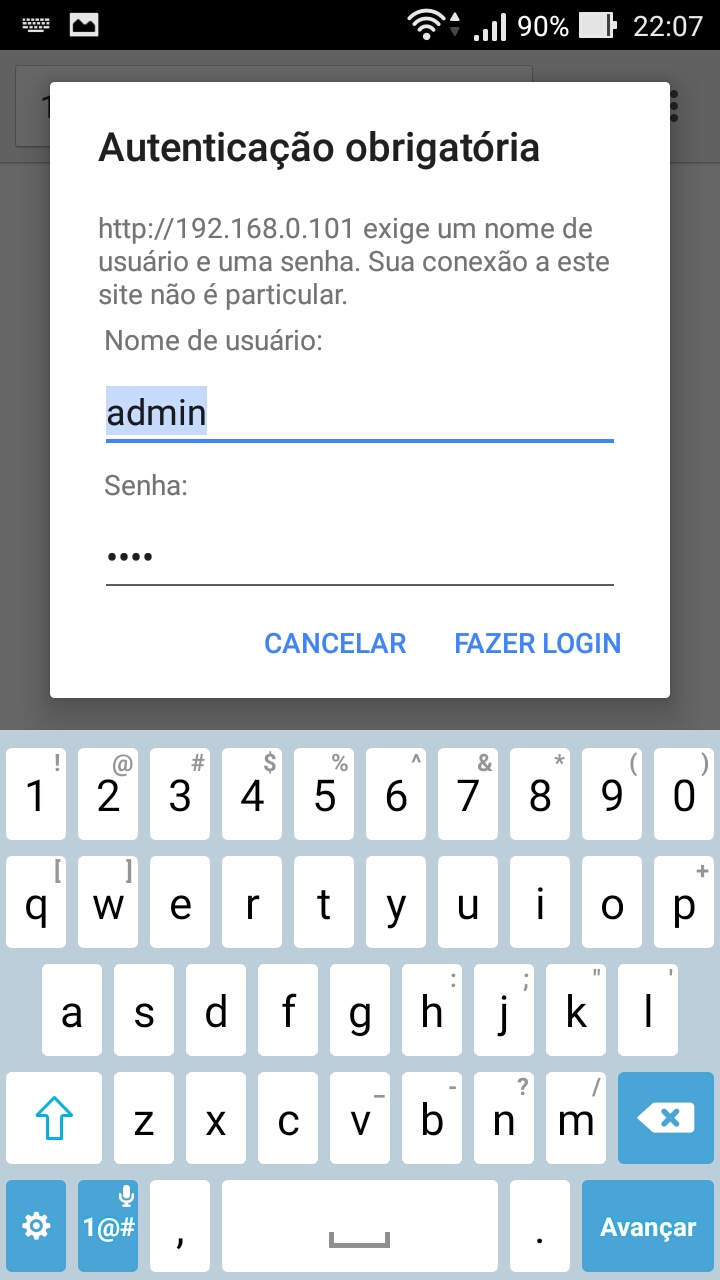 90% 22:07
1
Autenticação obrigatória
http://192.168.0.101 exige um nome de
usuário e uma senha. Sua conexão a este
site não é particular.
Nome de usuário:
admin
Senha:
••••
CANCELAR FAZER LOGIN
! @ # $ % ^ & * ( )
1 2 3 4 5 6 7 8 9 0
[ ] +
q w e r t y u i o p
: ; " '
a s d f g h j k l
_ - ? /
z x c v b n m
1@# , . Avançar